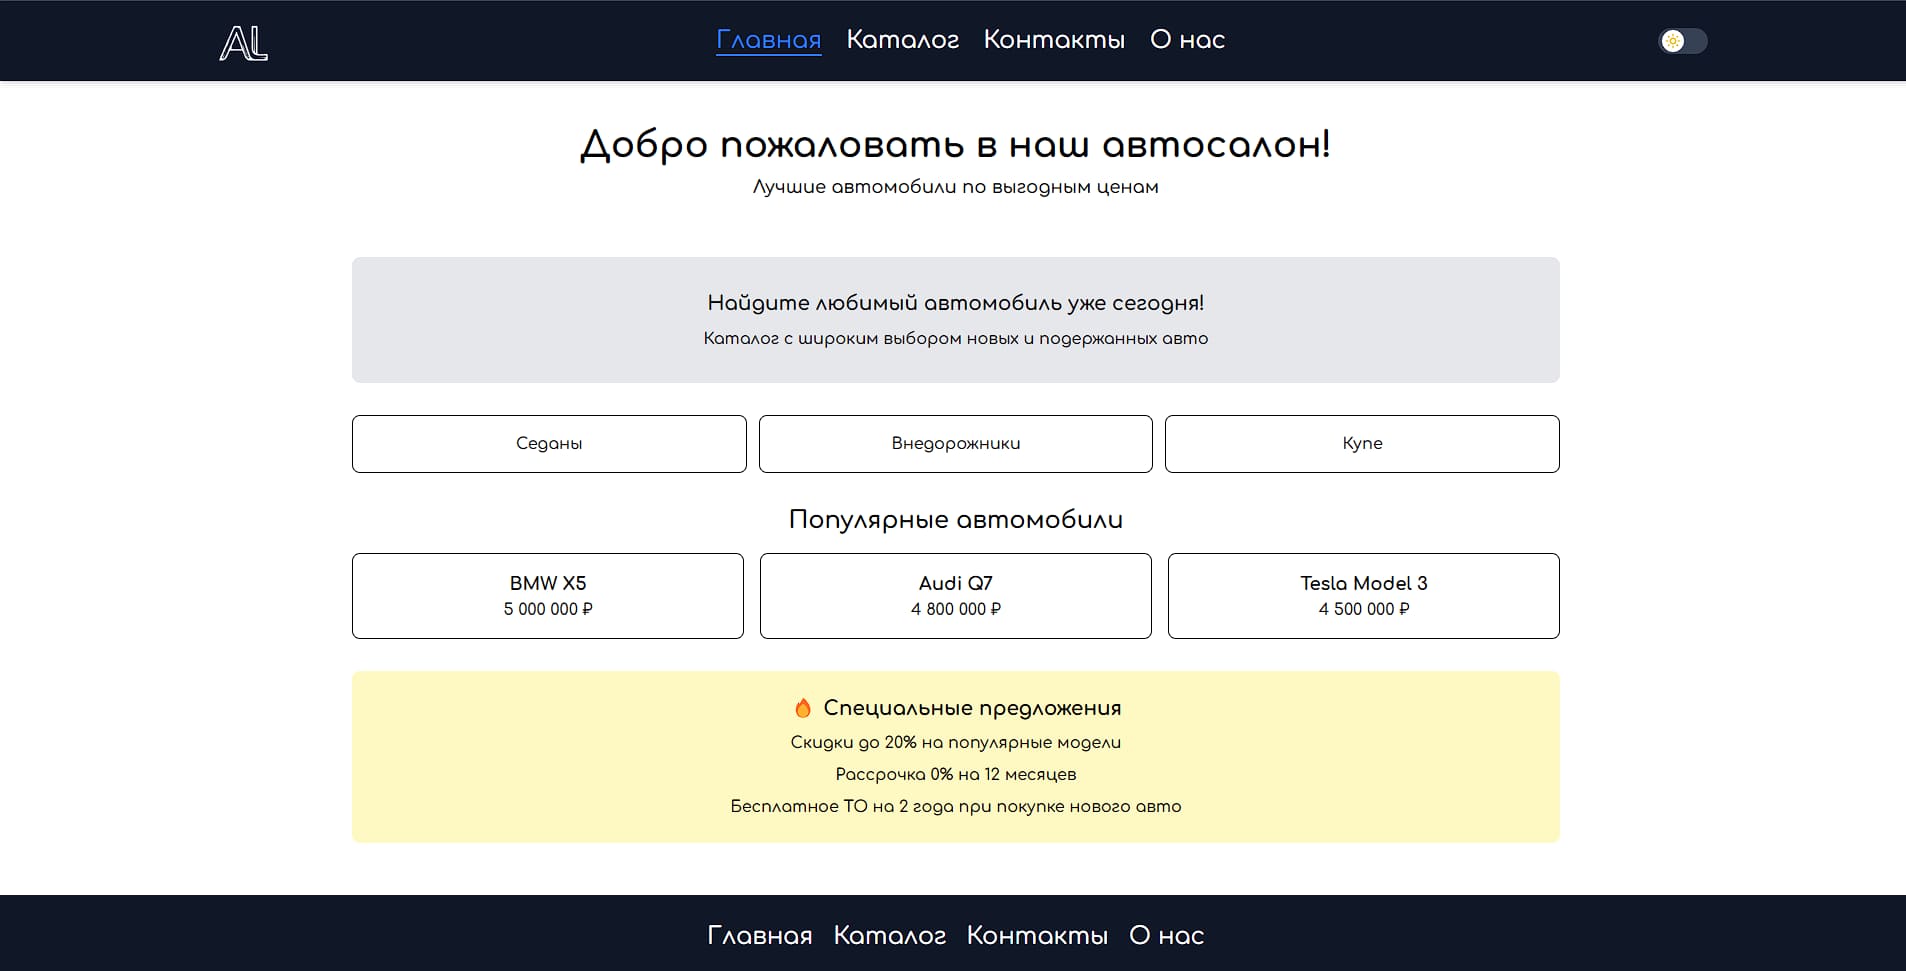 AL
Главная Каталог Контакты О нас
Добро пожаловать в наш автосалон!
Лучшие автомобили по выгодным ценам
Найдите любимый автомобиль уже сегодня!
Каталог с широким выбором новых и подержанных авто
Седаны
Внедорожники
Купе
Популярные автомобили
BMW X5
5 000 000 ₽
Audi Q7
4 800 000 ₽
Tesla Model 3
4 500 000 ₽
🔥 Специальные предложения
Скидки до 20% на популярные модели
Рассрочка 0% на 12 месяцев
Бесплатное ТО на 2 года при покупке нового авто
Главная Каталог Контакты О нас